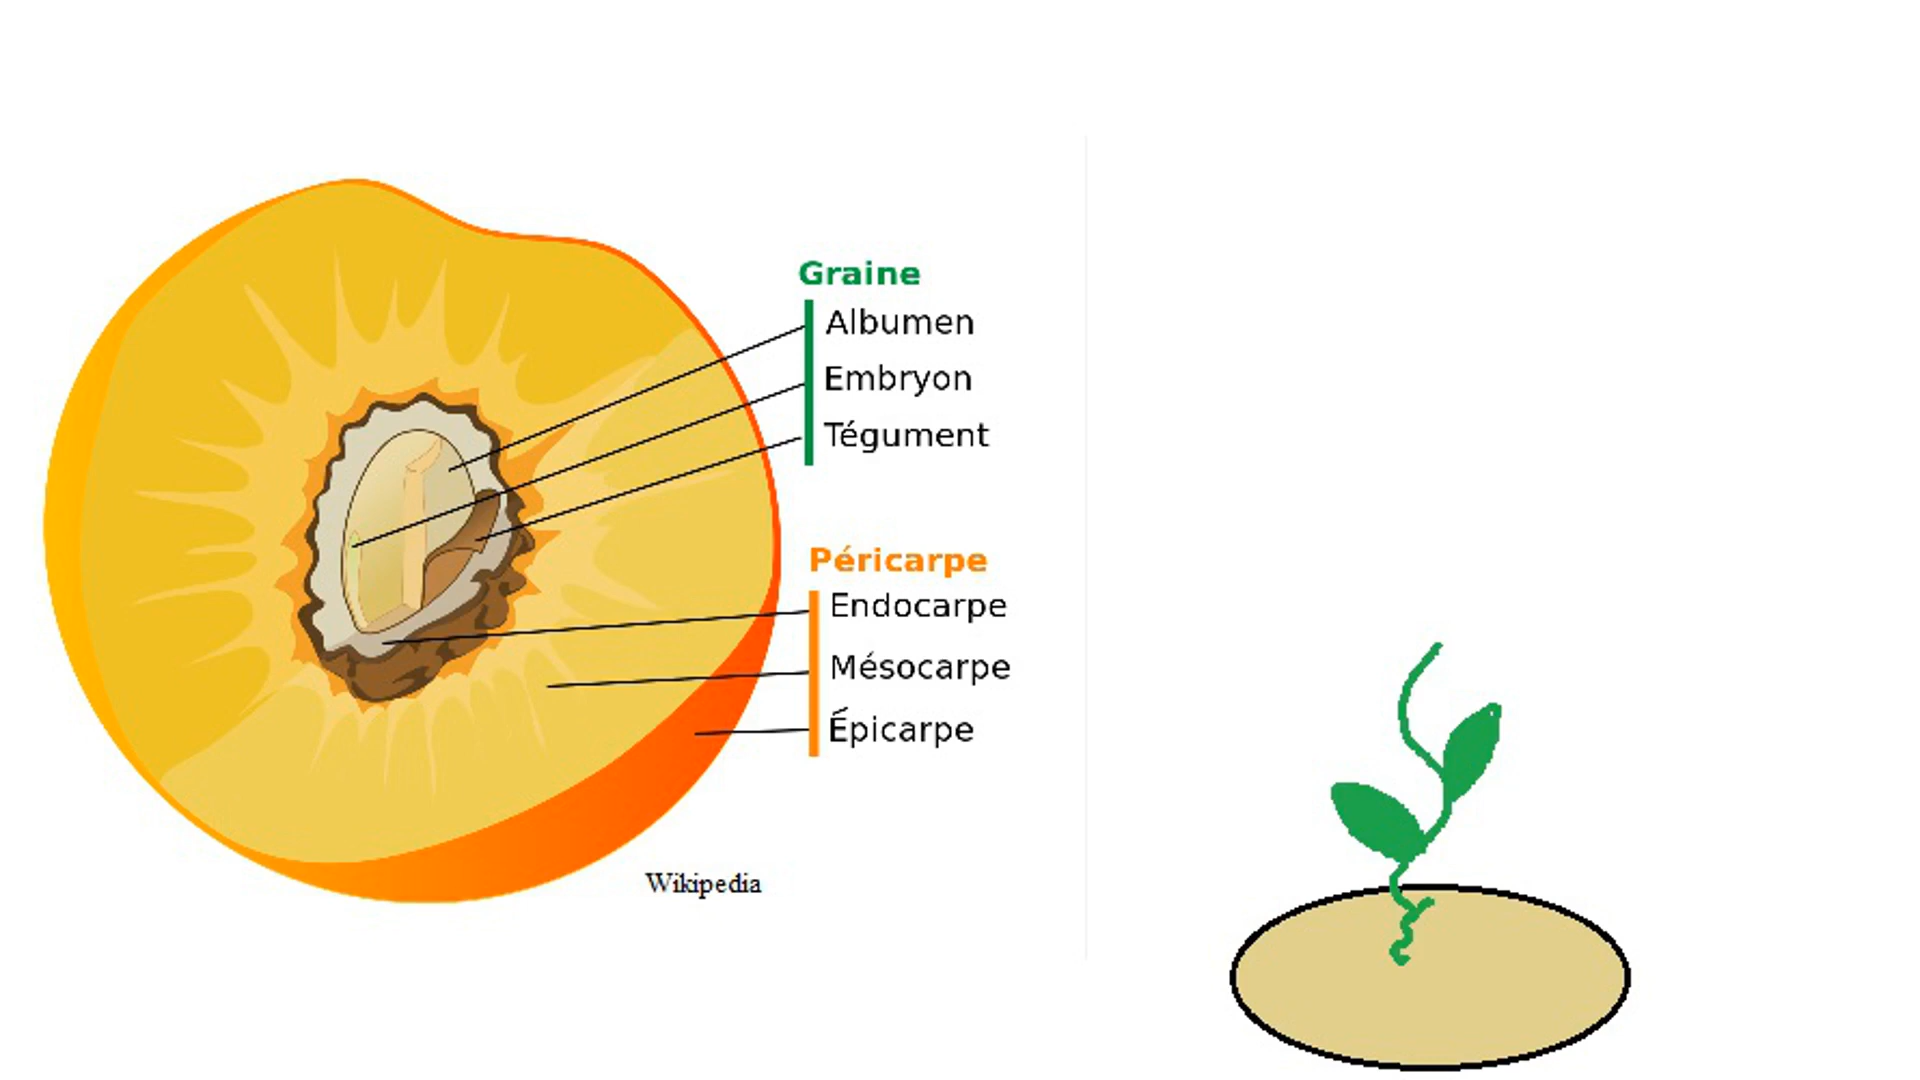 Graine
Albumen
Embryon
Tégument
Péricarpe
Endocarpe
Mésocarpe
Épicarpe
Wikipedia